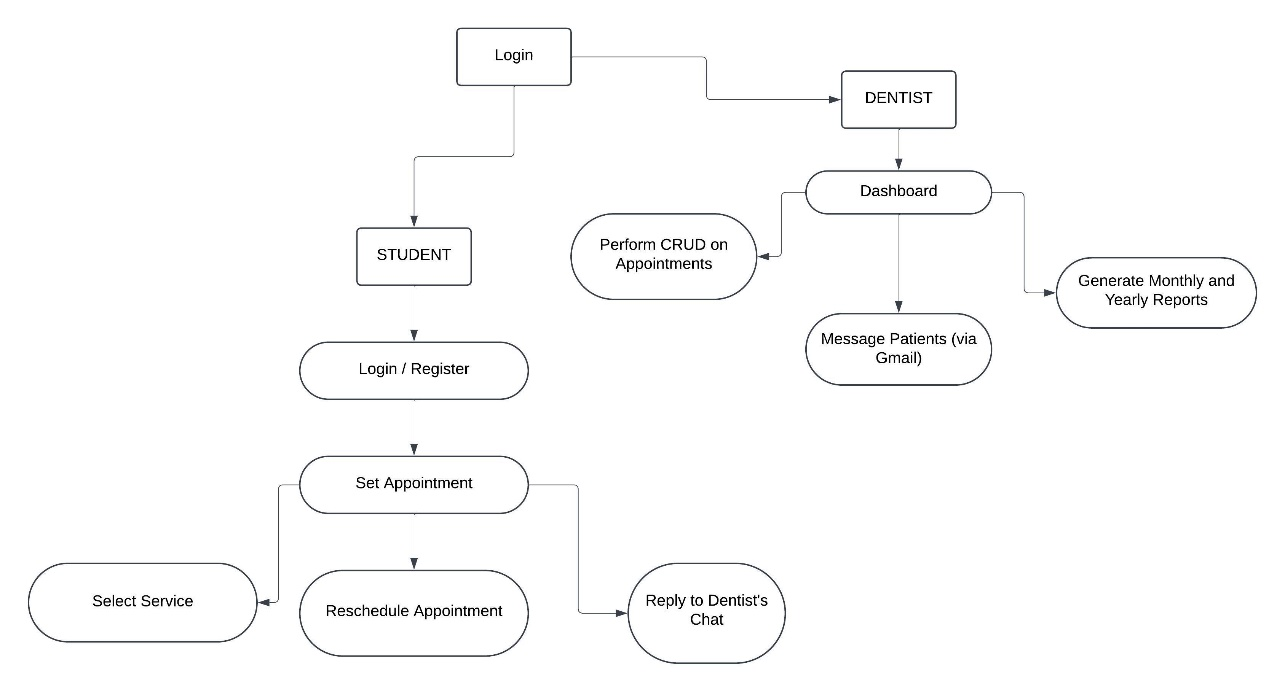 Login
DENTIST
Dashboard
Perform CRUD on
Appointments
STUDENT
Generate Monthly and
Yearly Reports
Message Patients (via
Gmail)
Login / Register
Set Appointment
Select Service
Reschedule Appointment
Reply to Dentist's
Chat